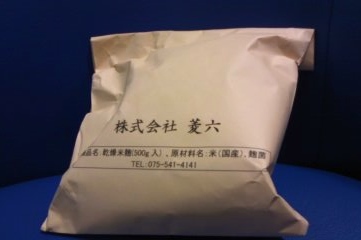 株式会社 菱六
品名:乾燥米麹(500g入)、原材料名:米(国産)、麹菌
TEL:075-541-4141